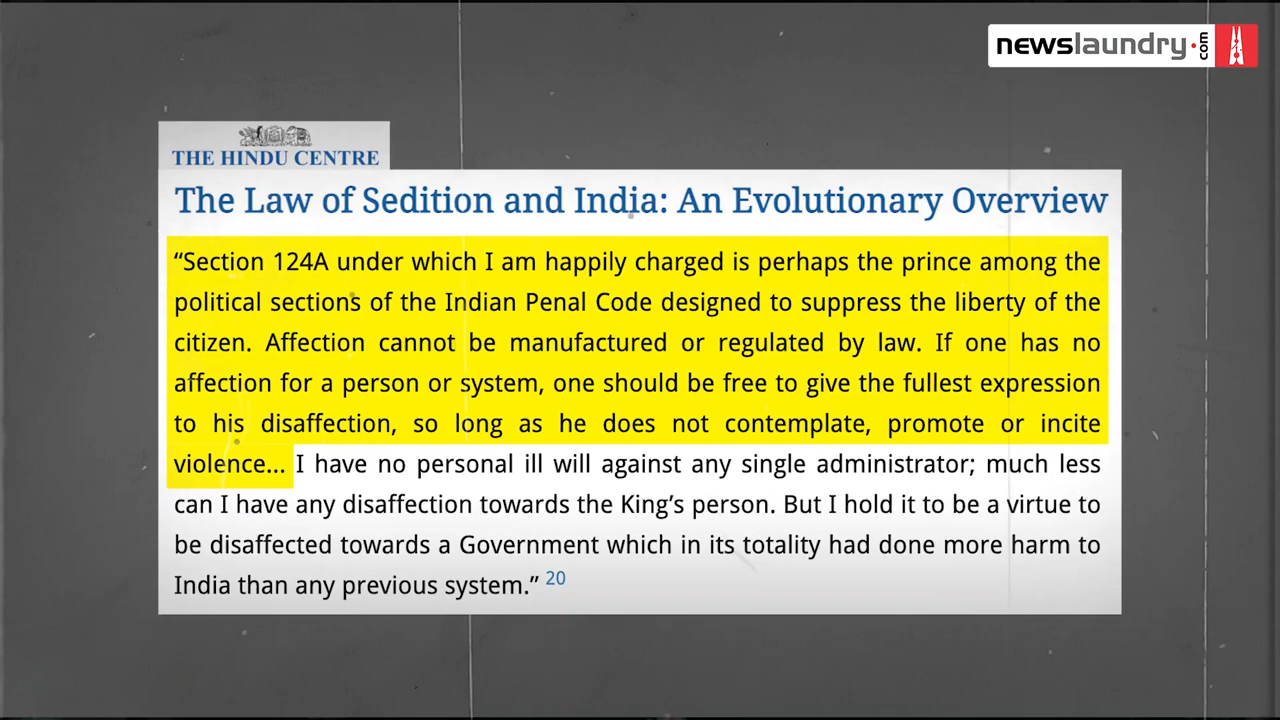 newslaundry.com
THE HINDU CENTRE
The Law of Sedition and India: An Evolutionary Overview
“Section 124A under which I am happily charged is perhaps the prince among the
political sections of the Indian Penal Code designed to suppress the liberty of the
citizen. Affection cannot be manufactured or regulated by law. If one has no
affection for a person or system, one should be free to give the fullest expression
to his disaffection, so long as he does not contemplate, promote or incite
violence... I have no personal ill will against any single administrator; much less
can I have any disaffection towards the King’s person. But I hold it to be a virtue to
be disaffected towards a Government which in its totality had done more harm to
India than any previous system.” 20